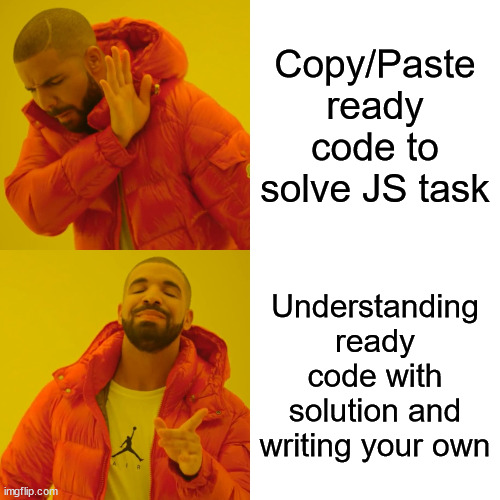 Copy/Paste
ready
code to
solve JS task
Understanding
ready
code with
solution and
writing your own
AIR
imgflip.com